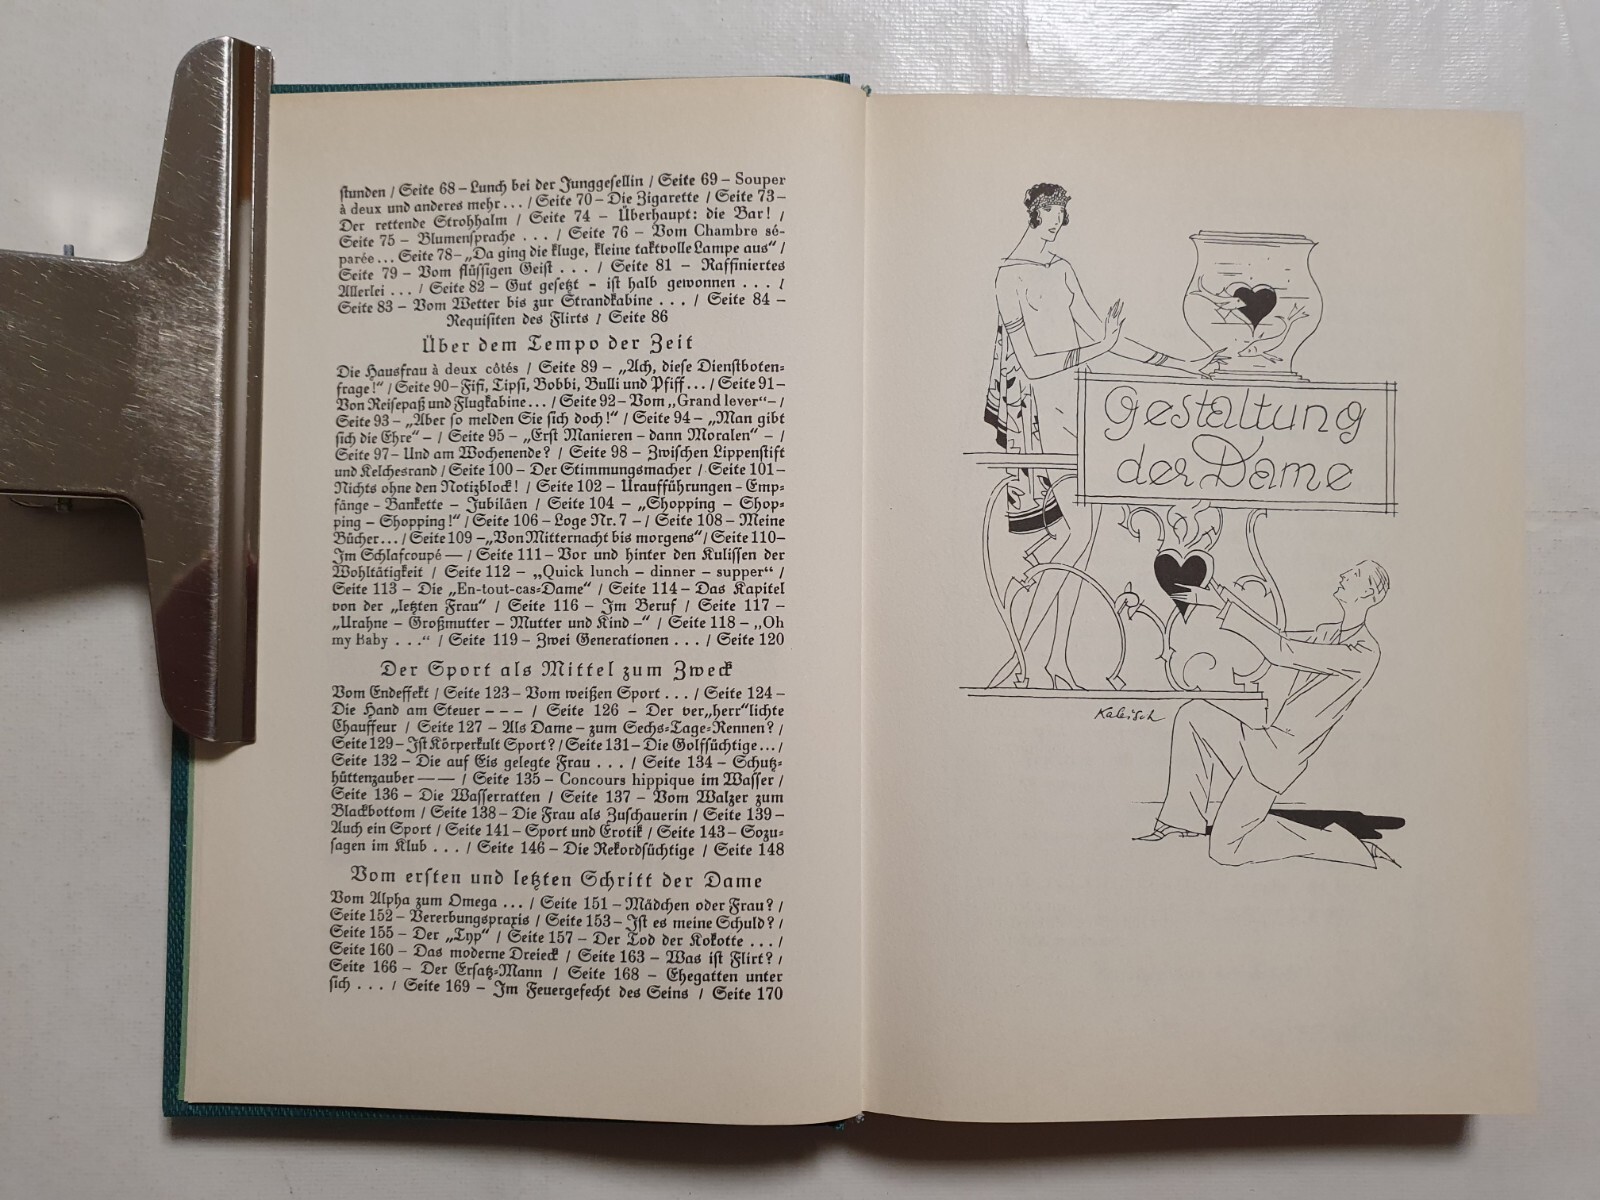 stunden / Seite 68 – Lunch bei der Junggesellin / Seite 69 – Souper
à deux und anderes mehr ... / Seite 70 – Die Zigarette / Seite 73 –
Der rettende Strohhalm / Seite 74 – Überhaupt: die Bar! /
Seite 75 – Blumensprache ... / Seite 76 – Vom Chambre sé-
parée ... Seite 78 – „Da ging die kluge, kleine taktvolle Lampe aus“ /
Seite 79 – Vom flüssigen Geist ... / Seite 81 – Raffiniertes
Allerlei ... / Seite 82 – Gut gesetzt – ist halb gewonnen ... /
Seite 83 – Vom Wetter bis zur Strandkabine ... / Seite 84 –
Requisiten des Flirts / Seite 86
Über dem Tempo der Zeit
Die Hausfrau à deux côtés / Seite 89 – „Ach, diese Dienstboten-
frage!“ / Seite 90 – Fifi, Tipsi, Bobbi, Bulli und Pfiff ... / Seite 91 –
Von Reisepaß und Flugkabine ... / Seite 92 – Vom „Grand lever“ – /
Seite 93 – „Aber so melden Sie sich doch!“ / Seite 94 – „Man gibt
sich die Ehre“ – / Seite 95 – „Erst Manieren – dann Moralen“ – /
Seite 97 – Und am Wochenende? / Seite 98 – Zwischen Lippenstift
und Kelchesrand / Seite 100 – Der Stimmungsmacher / Seite 101 –
Nichts ohne den Notizblock! / Seite 102 – Uraufführungen – Emp-
fänge – Bankette – Jubiläen / Seite 104 – „Shopping – Shop-
ping – Shopping!“ / Seite 106 – Loge Nr. 7 – / Seite 108 – Meine
Bücher ... / Seite 109 – „Von Mitternacht bis morgens“ / Seite 110 –
Im Schlafcoupé — / Seite 111 – Vor und hinter den Kulissen der
Wohltätigkeit / Seite 112 – „Quick lunch – dinner – supper“ /
Seite 113 – Die „En-tout-cas-Dame“ / Seite 114 – Das Kapitel
von der „letzten Frau“ / Seite 116 – Im Beruf / Seite 117 –
„Urahne – Großmutter – Mutter und Kind –“ / Seite 118 – „Oh
my Baby ...“ / Seite 119 – Zwei Generationen ... / Seite 120
Der Sport als Mittel zum Zweck
Vom Endeffekt / Seite 123 – Vom weißen Sport ... / Seite 124 –
Die Hand am Steuer – – – / Seite 126 – Der ver„herr“lichte
Chauffeur / Seite 127 – Als Dame – zum Sechs-Tage-Rennen? /
Seite 129 – Ist Körperkult Sport? / Seite 131 – Die Golfsüchtige ... /
Seite 132 – Die auf Eis gelegte Frau ... / Seite 134 – Schutz-
hüttenzauber — — / Seite 135 – Concours hippique im Wasser /
Seite 136 – Die Wasserratten / Seite 137 – Vom Walzer zum
Blackbottom / Seite 138 – Die Frau als Zuschauerin / Seite 139 –
Auch ein Sport / Seite 141 – Sport und Erotik / Seite 143 – Sozu-
sagen im Klub ... / Seite 146 – Die Rekordsüchtige / Seite 148
Vom ersten und letzten Schritt der Dame
Vom Alpha zum Omega ... / Seite 151 – Mädchen oder Frau? /
Seite 152 – Vererbungspraxis / Seite 153 – Ist es meine Schuld? /
Seite 155 – Der „Typ“ / Seite 157 – Der Tod der Kokotte ... /
Seite 160 – Das moderne Dreieck / Seite 163 – Was ist Flirt? /
Seite 166 – Der Ersatz-Mann / Seite 168 – Ehegatten unter
sich ... / Seite 169 – Im Feuergefecht des Seins / Seite 170
Gestaltung
der Dame
Kalisch